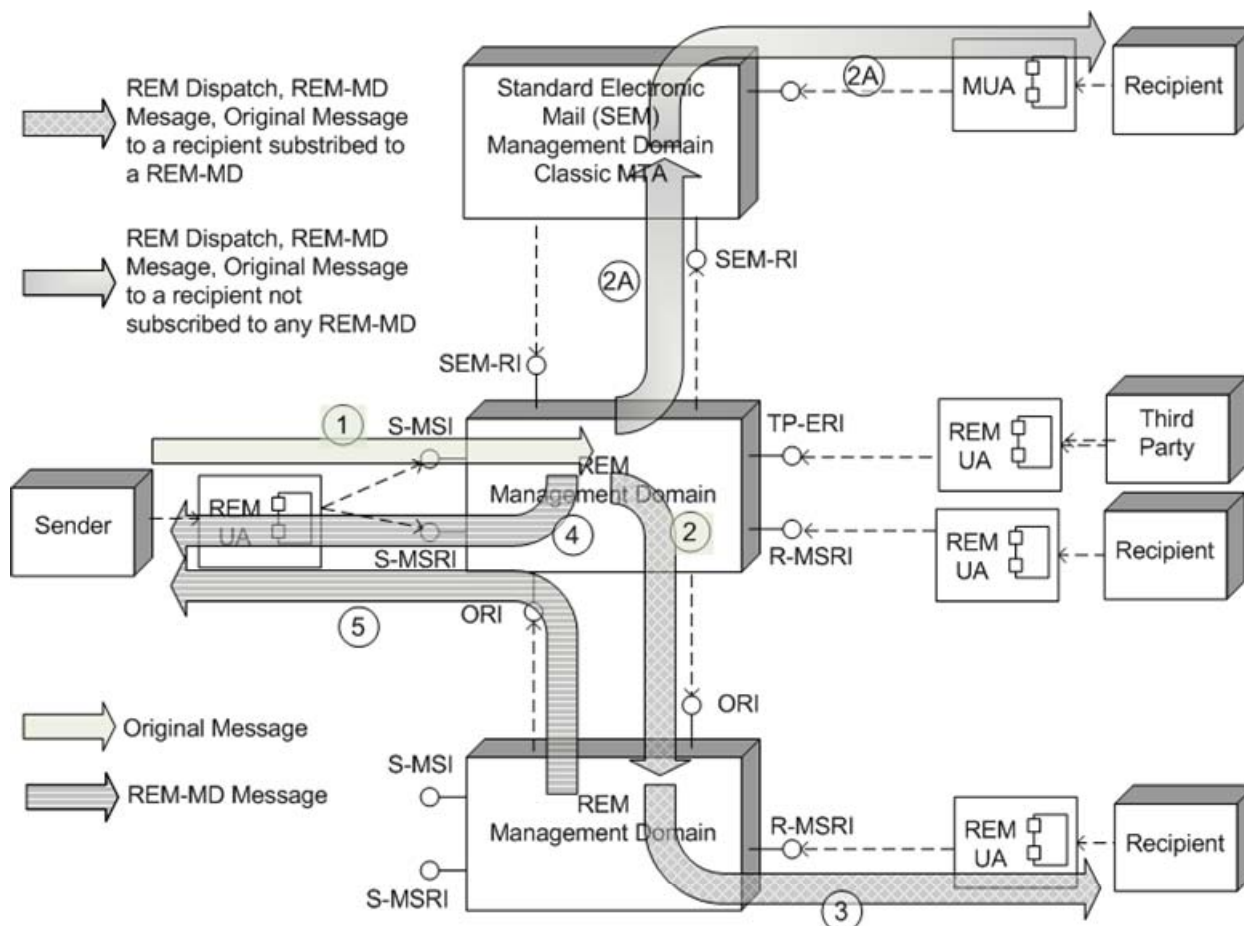 REM Dispatch, REM-MD
Mesage, Original Message
to a recipient substribed to
a REM-MD
REM Dispatch, REM-MD
Mesage, Original Message
to a recipient not
subscribed to any REM-MD
Standard Electronic
Mail (SEM)
Management Domain
Classic MTA
2A
MUA
Recipient
2A
SEM-RI
SEM-RI
1
S-MSI
TP-ERI
REM
UA
Third
Party
Sender
REM
UA
REM
Management Domain
4
2
S-MSRI
R-MSRI
REM
UA
Recipient
5
ORI
ORI
Original Message
REM-MD Message
S-MSI
S-MSRI
REM
Management Domain
R-MSRI
REM
UA
Recipient
3